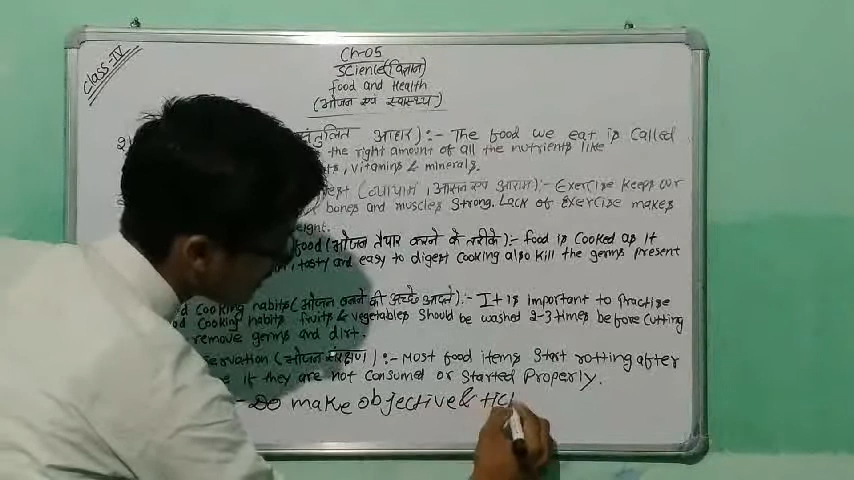 Class-IV
Ch-05
Science (विज्ञान)
food and Health
(भोजन एवं स्वास्थ्य)
आहार) :- The food we eat is called
the right amount of all the nutrients like
, vitamins & minerals.
(व्यायाम, आसन एवं आराम) :- Exercise keeps our
bones and muscles strong. Lack of Exercise makes
food (भोजन तैयार करने के तरीके) :- food is cooked as it
tasty and easy to digest cooking also kill the germs present
Cooking habits (भोजन बनाने की अच्छी आदतें) :- It is important to practise
Cooking habits fruits & vegetables should be washed 2-3 times before cutting
remove germs and dirt.
(भोजन संरक्षण) :- Most food items start rotting after
if they are not consumed or started properly.
- Do make objective &